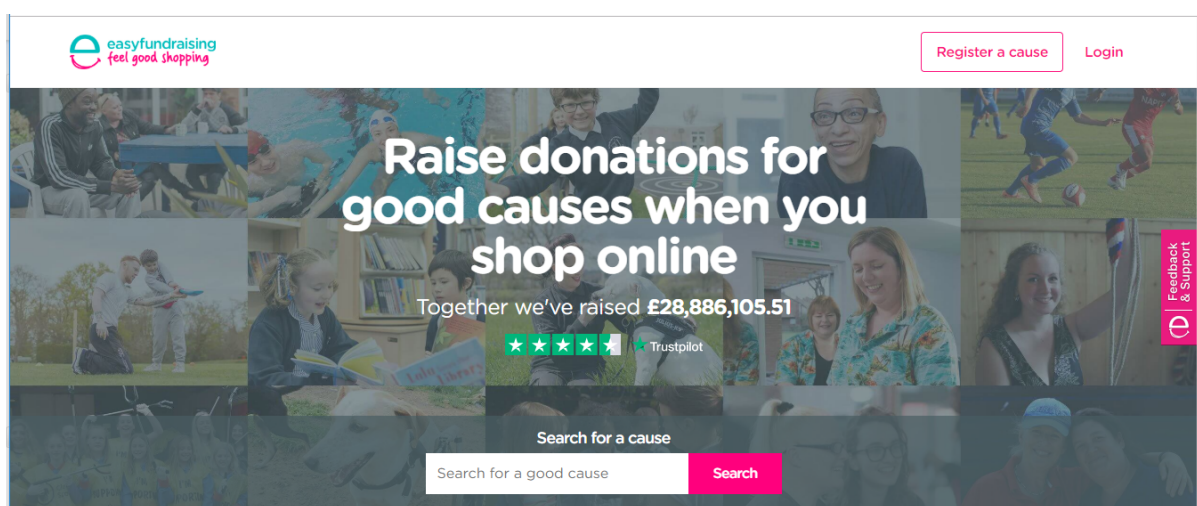 easyfundraising
feel good shopping
Register a cause
Login
Raise donations for
good causes when you
shop online
Together we've raised £28,886,105.51
Trustpilot
Feedback
& Support
Search for a cause
Search for a good cause
Search